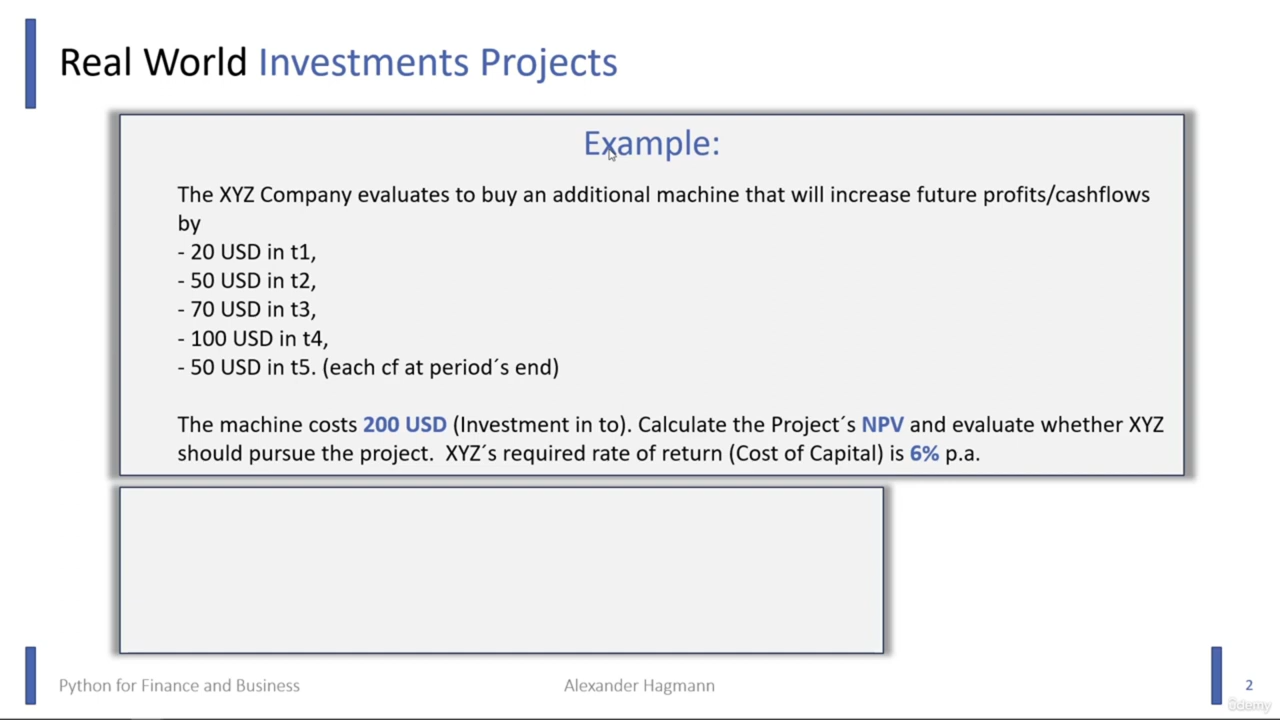 Real World Investments Projects
Example:
The XYZ Company evaluates to buy an additional machine that will increase future profits/cashflows
by
- 20 USD in t1,
- 50 USD in t2,
- 70 USD in t3,
- 100 USD in t4,
- 50 USD in t5. (each cf at period´s end)
The machine costs 200 USD (Investment in to). Calculate the Project´s NPV and evaluate whether XYZ
should pursue the project.  XYZ´s required rate of return (Cost of Capital) is 6% p.a.
Python for Finance and Business
Alexander Hagmann
2
ûdemy